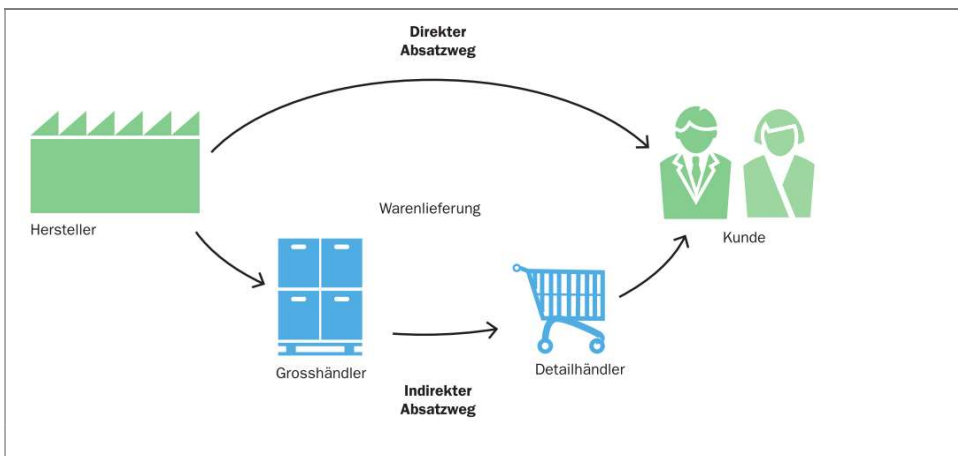 Direkter
Absatzweg
Warenlieferung
Hersteller
Kunde
Grosshändler
Detailhändler
Indirekter
Absatzweg